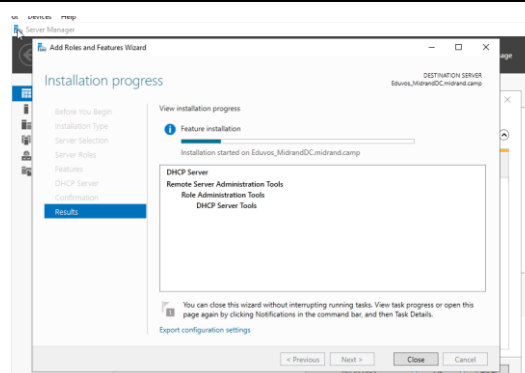 Devices Help
Server Manager
Add Roles and Features Wizard
Installation progress
DESTINATION SERVER
Eduvos_MidrandDC.midrand.camp
Before You Begin
Installation Type
Server Selection
Server Roles
Features
DHCP Server
Confirmation
Results
View installation progress
Feature installation
Installation started on Eduvos_MidrandDC.midrand.camp
DHCP Server
Remote Server Administration Tools
Role Administration Tools
DHCP Server Tools
You can close this wizard without interrupting running tasks. View task progress or open this
page again by clicking Notifications in the command bar, and then Task Details.
Export configuration settings
< Previous
Next >
Close
Cancel